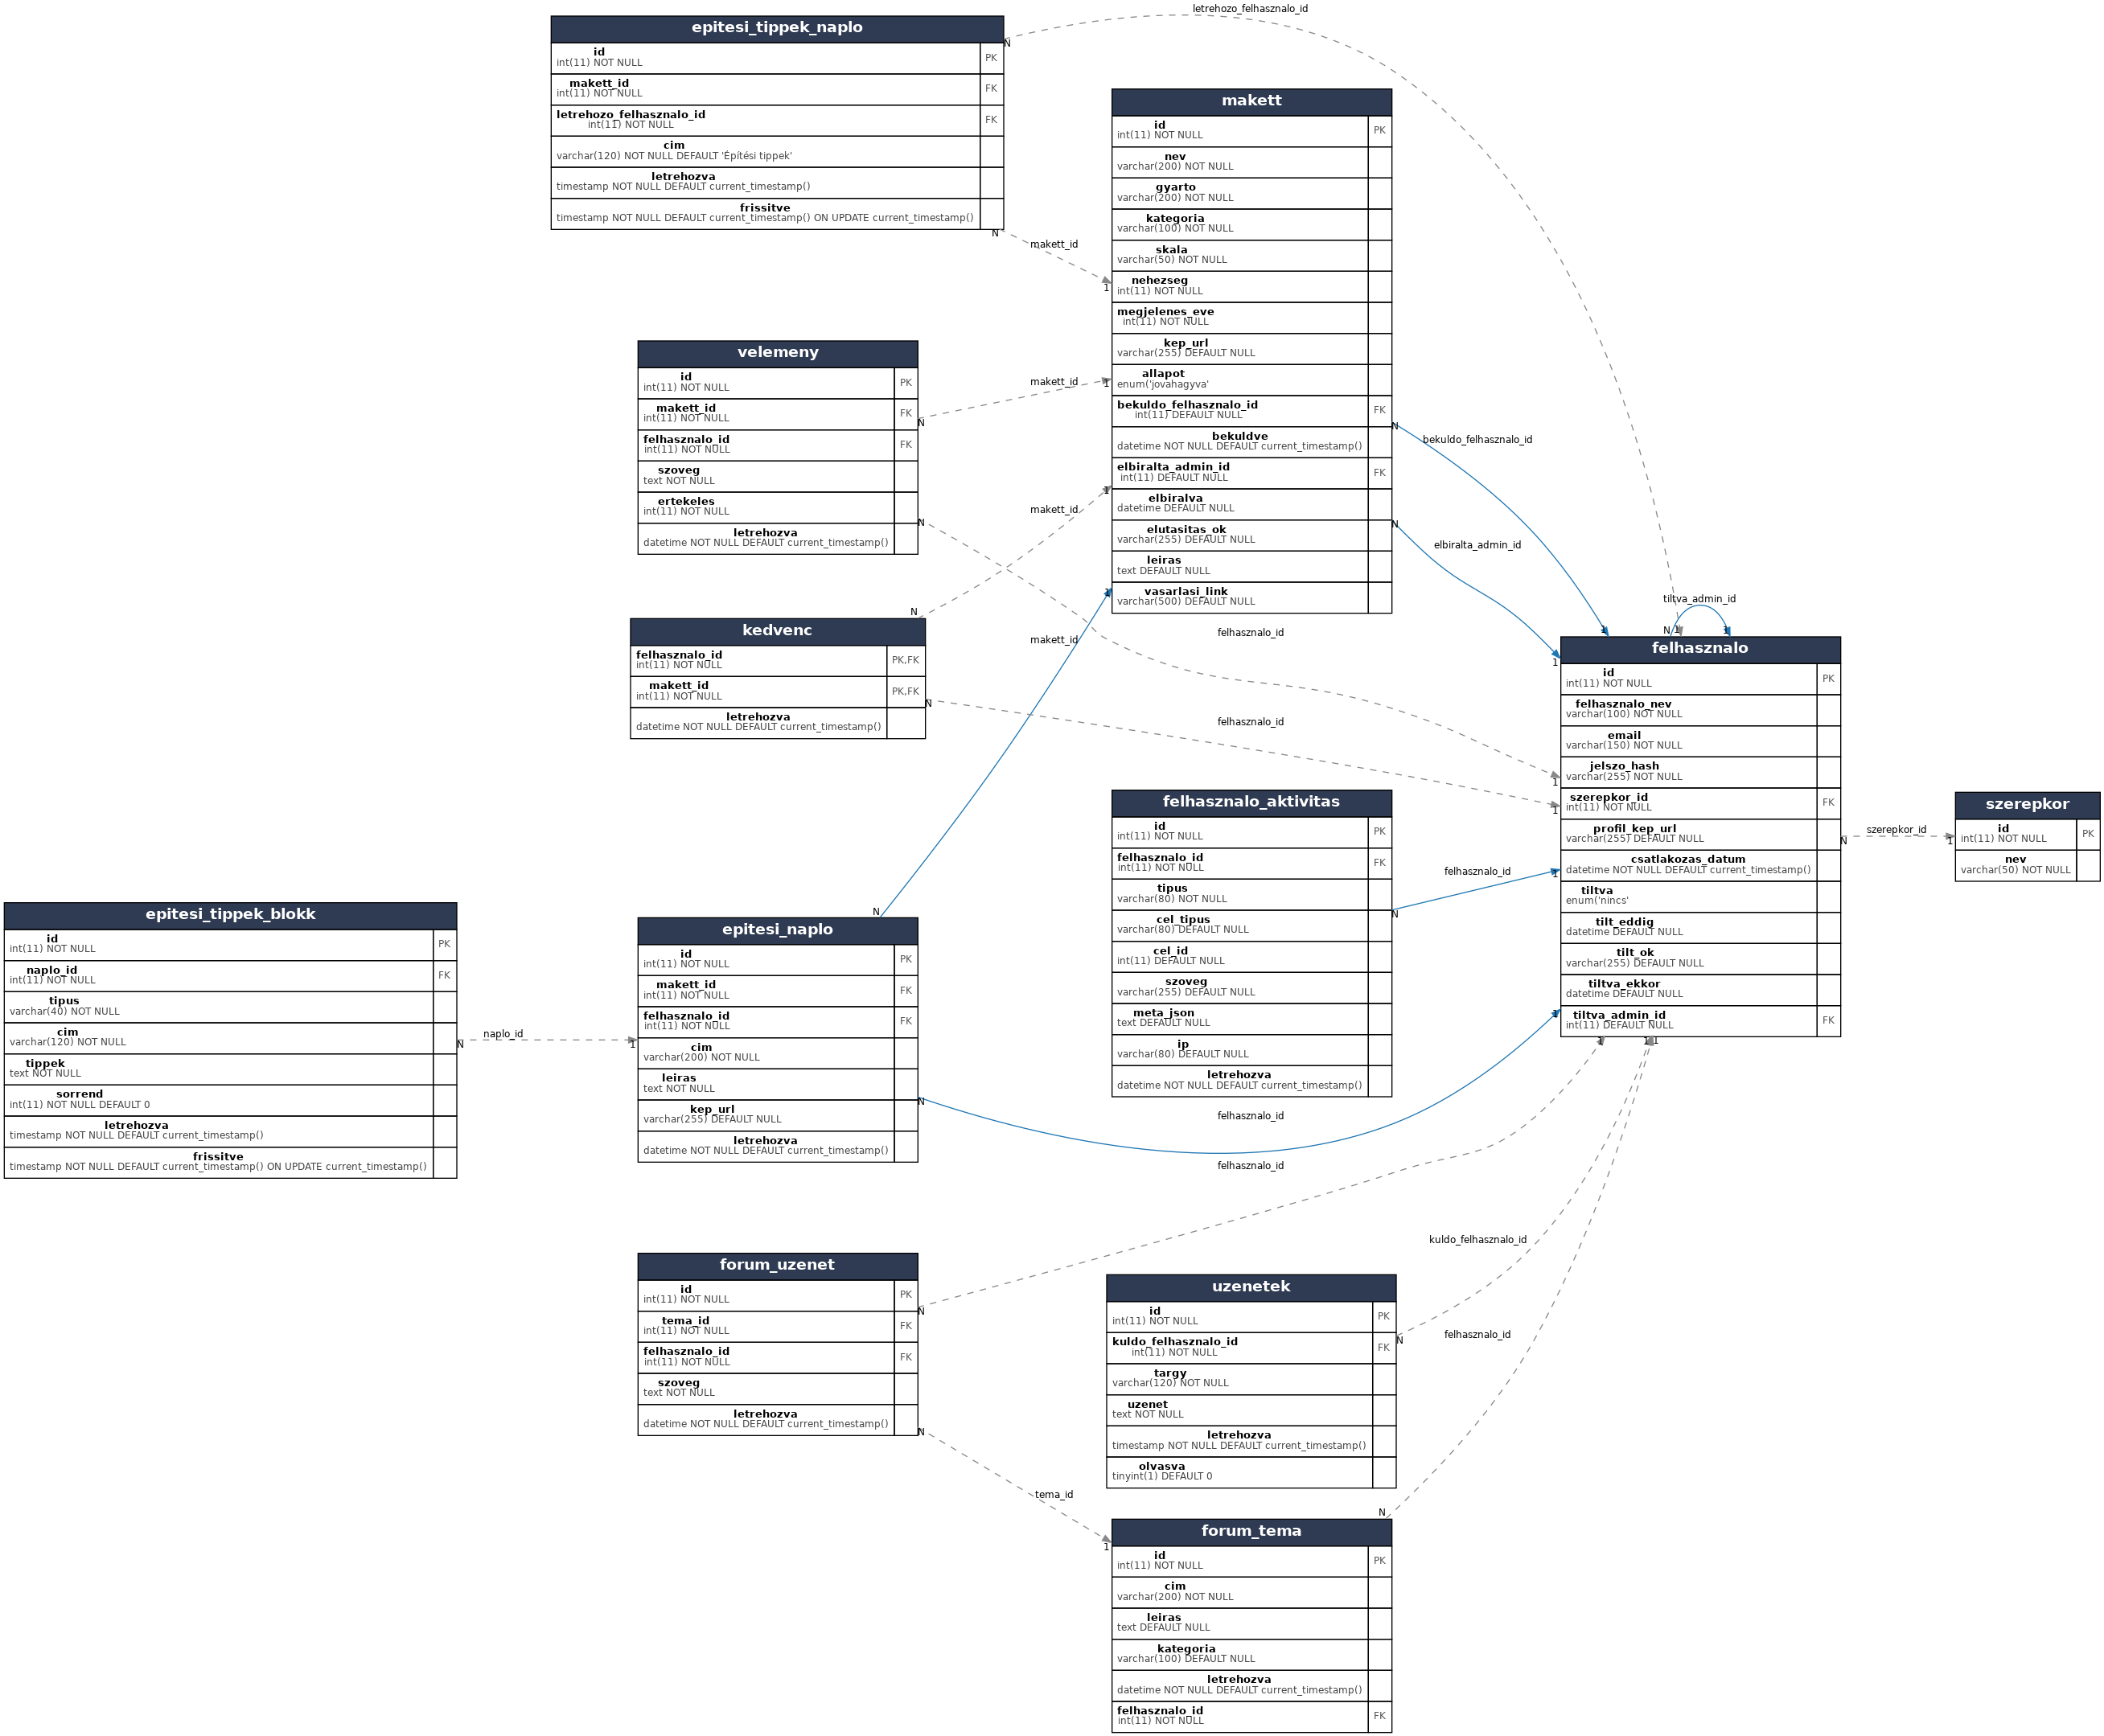 letrehozo_felhasznalo_id
epitesi_tippek_naplo
N
id
int(11) NOT NULL
PK
makett_id
int(11) NOT NULL
FK
letrehozo_felhasznalo_id
int(11) NOT NULL
FK
cim
varchar(120) NOT NULL DEFAULT 'Építési tippek'
letrehozva
timestamp NOT NULL DEFAULT current_timestamp()
frissitve
timestamp NOT NULL DEFAULT current_timestamp() ON UPDATE current_timestamp()
N
makett_id
1
makett
id
int(11) NOT NULL
PK
nev
varchar(200) NOT NULL
gyarto
varchar(200) NOT NULL
kategoria
varchar(100) NOT NULL
skala
varchar(50) NOT NULL
nehezseg
int(11) NOT NULL
megjelenes_eve
int(11) NOT NULL
kep_url
varchar(255) DEFAULT NULL
allapot
enum('jovahagyva'
bekuldo_felhasznalo_id
int(11) DEFAULT NULL
FK
bekuldve
datetime NOT NULL DEFAULT current_timestamp()
elbiralta_admin_id
int(11) DEFAULT NULL
FK
elbiralva
datetime DEFAULT NULL
elutasitas_ok
varchar(255) DEFAULT NULL
leiras
text DEFAULT NULL
vasarlasi_link
varchar(500) DEFAULT NULL
velemeny
id
int(11) NOT NULL
PK
makett_id
int(11) NOT NULL
FK
felhasznalo_id
int(11) NOT NULL
FK
szoveg
text NOT NULL
ertekeles
int(11) NOT NULL
letrehozva
datetime NOT NULL DEFAULT current_timestamp()
N
makett_id
1
N
felhasznalo_id
1
N
bekuldo_felhasznalo_id
1
N
elbiralta_admin_id
1
kedvenc
felhasznalo_id
int(11) NOT NULL
PK,FK
makett_id
int(11) NOT NULL
PK,FK
letrehozva
datetime NOT NULL DEFAULT current_timestamp()
N
makett_id
1
N
felhasznalo_id
1
makett_id
1
N
tiltva_admin_id
N
1
1
felhasznalo
id
int(11) NOT NULL
PK
felhasznalo_nev
varchar(100) NOT NULL
email
varchar(150) NOT NULL
jelszo_hash
varchar(255) NOT NULL
szerepkor_id
int(11) NOT NULL
FK
profil_kep_url
varchar(255) DEFAULT NULL
csatlakozas_datum
datetime NOT NULL DEFAULT current_timestamp()
tiltva
enum('nincs'
tilt_eddig
datetime DEFAULT NULL
tilt_ok
varchar(255) DEFAULT NULL
tiltva_ekkor
datetime DEFAULT NULL
tiltva_admin_id
int(11) DEFAULT NULL
FK
N
szerepkor_id
1
szerepkor
id
int(11) NOT NULL
PK
nev
varchar(50) NOT NULL
felhasznalo_aktivitas
id
int(11) NOT NULL
PK
felhasznalo_id
int(11) NOT NULL
FK
tipus
varchar(80) NOT NULL
cel_tipus
varchar(80) DEFAULT NULL
cel_id
int(11) DEFAULT NULL
szoveg
varchar(255) DEFAULT NULL
meta_json
text DEFAULT NULL
ip
varchar(80) DEFAULT NULL
letrehozva
datetime NOT NULL DEFAULT current_timestamp()
N
felhasznalo_id
1
epitesi_tippek_blokk
id
int(11) NOT NULL
PK
naplo_id
int(11) NOT NULL
FK
tipus
varchar(40) NOT NULL
cim
varchar(120) NOT NULL
tippek
text NOT NULL
sorrend
int(11) NOT NULL DEFAULT 0
letrehozva
timestamp NOT NULL DEFAULT current_timestamp()
frissitve
timestamp NOT NULL DEFAULT current_timestamp() ON UPDATE current_timestamp()
N
naplo_id
1
epitesi_naplo
id
int(11) NOT NULL
PK
makett_id
int(11) NOT NULL
FK
felhasznalo_id
int(11) NOT NULL
FK
cim
varchar(200) NOT NULL
leiras
text NOT NULL
kep_url
varchar(255) DEFAULT NULL
letrehozva
datetime NOT NULL DEFAULT current_timestamp()
N
felhasznalo_id
1
felhasznalo_id
1
forum_uzenet
id
int(11) NOT NULL
PK
tema_id
int(11) NOT NULL
FK
felhasznalo_id
int(11) NOT NULL
FK
szoveg
text NOT NULL
letrehozva
datetime NOT NULL DEFAULT current_timestamp()
N
N
tema_id
1
uzenetek
id
int(11) NOT NULL
PK
kuldo_felhasznalo_id
int(11) NOT NULL
FK
targy
varchar(120) NOT NULL
uzenet
text NOT NULL
letrehozva
timestamp NOT NULL DEFAULT current_timestamp()
olvasva
tinyint(1) DEFAULT 0
N
kuldo_felhasznalo_id
1
felhasznalo_id
1
N
forum_tema
id
int(11) NOT NULL
PK
cim
varchar(200) NOT NULL
leiras
text DEFAULT NULL
kategoria
varchar(100) DEFAULT NULL
letrehozva
datetime NOT NULL DEFAULT current_timestamp()
felhasznalo_id
int(11) NOT NULL
FK